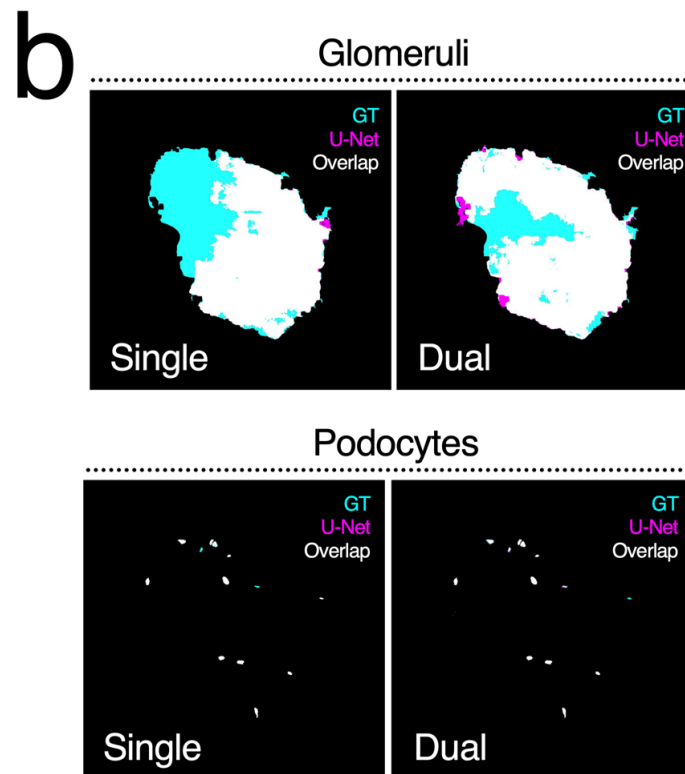 b
Glomeruli
GT
U-Net
Overlap
Single
GT
U-Net
Overlap
Dual
Podocytes
GT
U-Net
Overlap
Single
GT
U-Net
Overlap
Dual